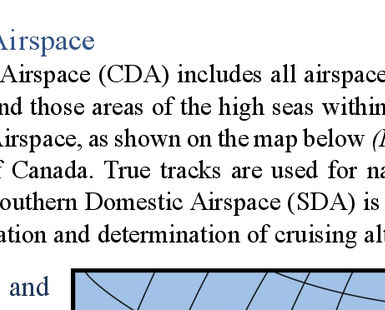 Airspace
Airspace (CDA) includes all airspace
nd those areas of the high seas within
Airspace, as shown on the map below (
f Canada. True tracks are used for na
outhern Domestic Airspace (SDA) is
ation and determination of cruising alt
and